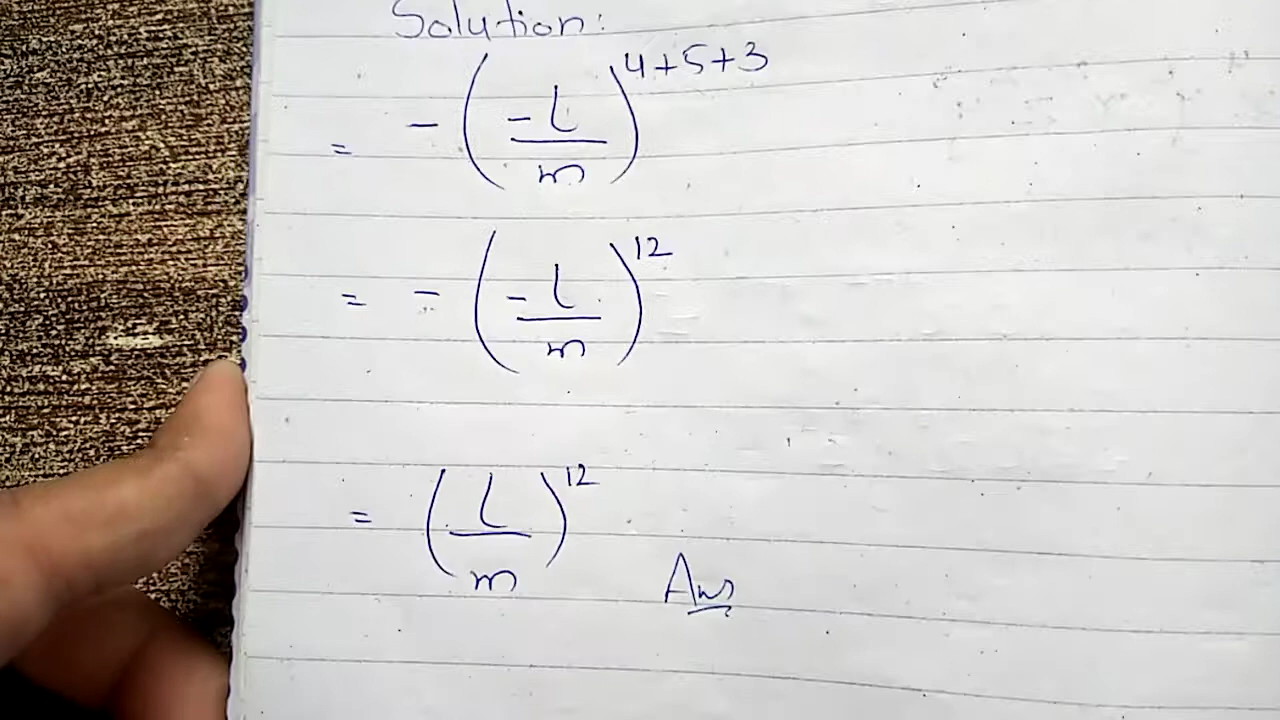 Solution:
= - (-l/m)^4+5+3
= - (-l/m)^12
= (l/m)^12 Ans